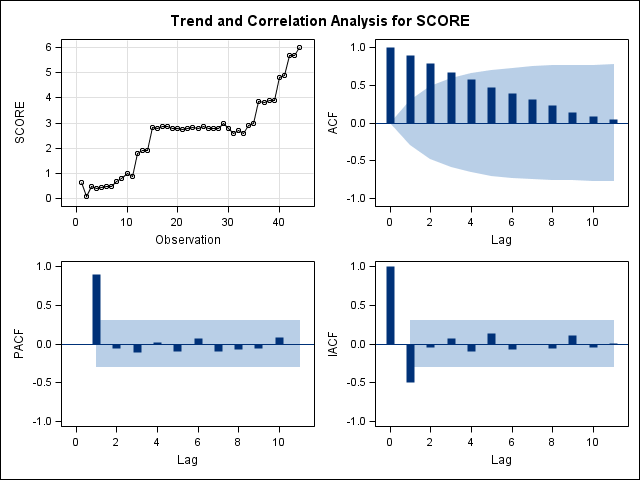 Trend and Correlation Analysis for SCORE
SCORE
6
5
4
3
2
1
0
0 10 20 30 40
Observation
ACF
1.0
0.5
0.0
-0.5
-1.0
0 2 4 6 8 10
Lag
PACF
1.0
0.5
0.0
-0.5
-1.0
0 2 4 6 8 10
Lag
IACF
1.0
0.5
0.0
-0.5
-1.0
0 2 4 6 8 10
Lag